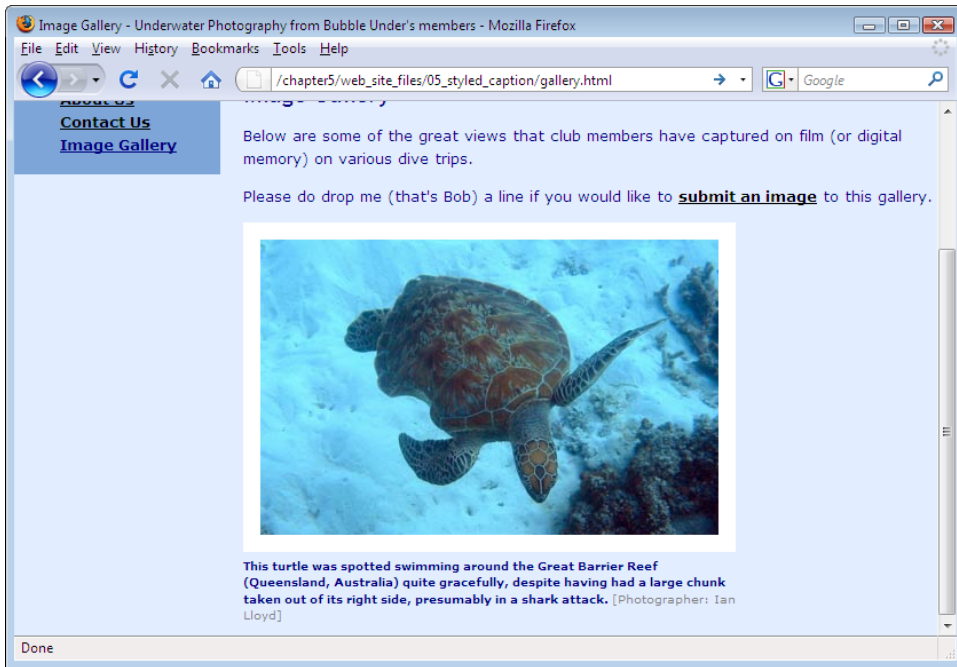 Image Gallery - Underwater Photography from Bubble Under's members - Mozilla Firefox
File Edit View History Bookmarks Tools Help
/chapter5/web_site_files/05_styled_caption/gallery.html
G Google
About Us
Image Gallery
Contact Us
Image Gallery
Below are some of the great views that club members have captured on film (or digital
memory) on various dive trips.
Please do drop me (that's Bob) a line if you would like to submit an image to this gallery.
This turtle was spotted swimming around the Great Barrier Reef
(Queensland, Australia) quite gracefully, despite having had a large chunk
taken out of its right side, presumably in a shark attack. [Photographer: Ian
Lloyd]
Done